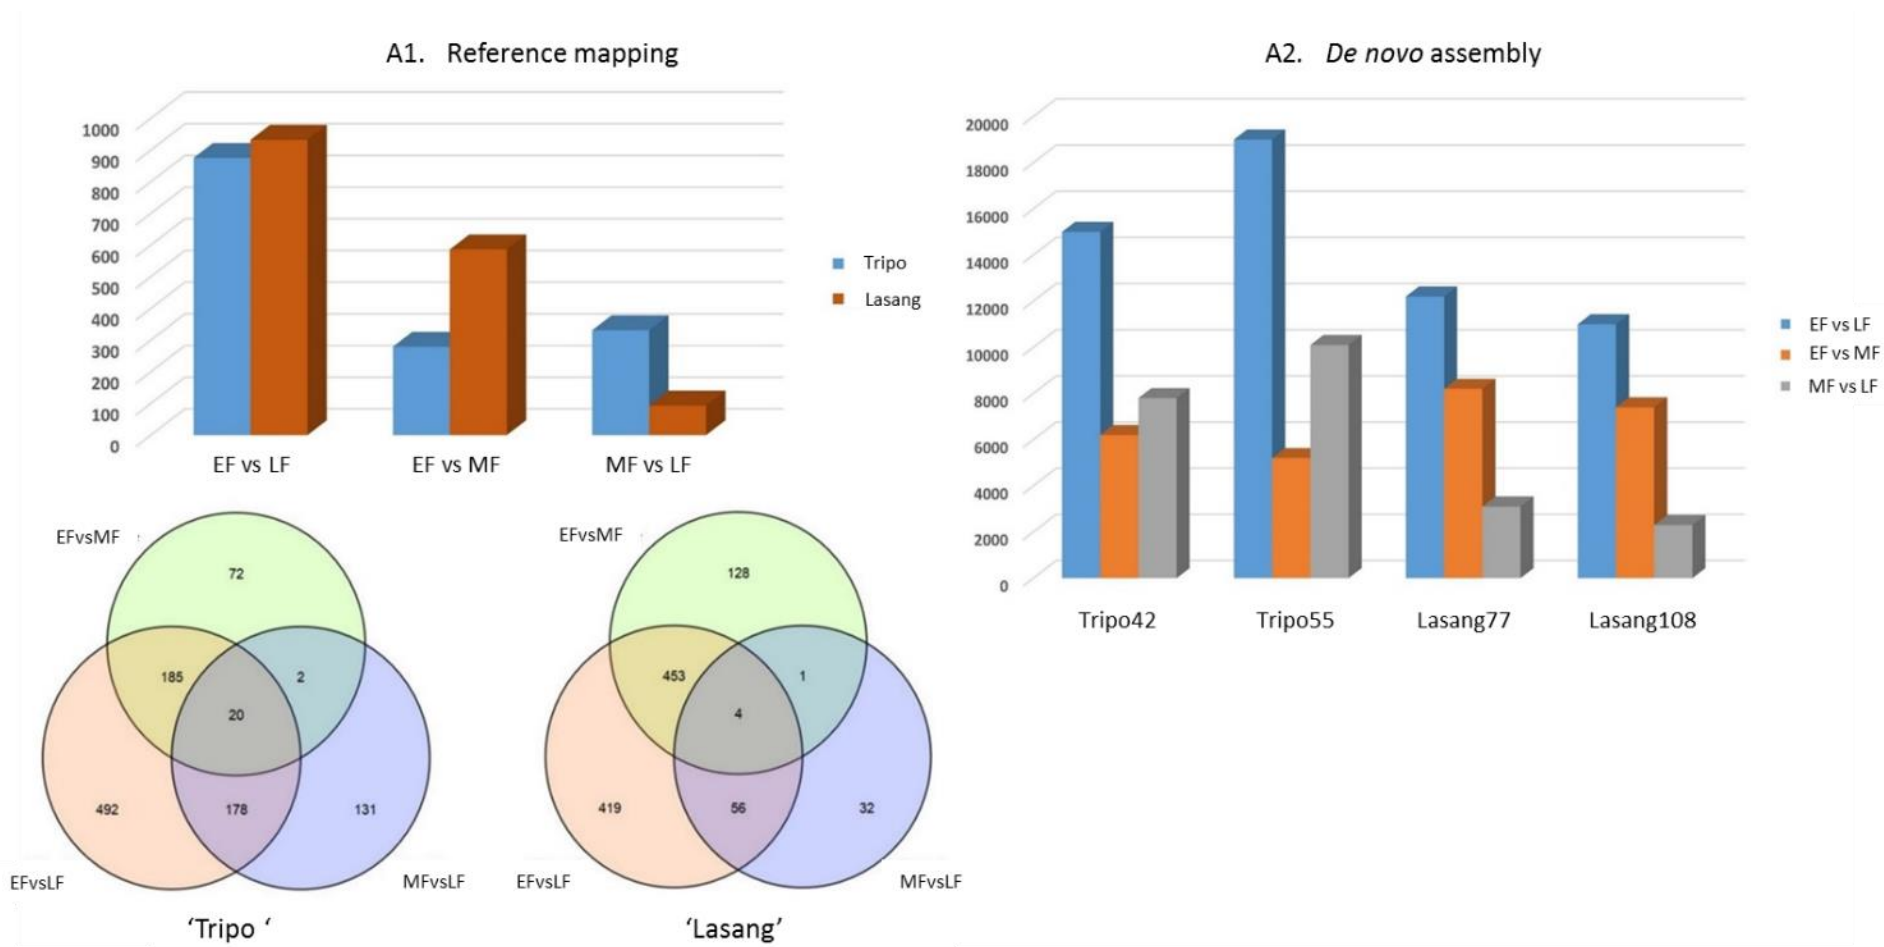 A1. Reference mapping
1000
900
800
700
600
500
400
300
200
100
0
EF vs LF
EF vs MF
MF vs LF
Tripo
Lasang
A2. De novo assembly
20000
18000
16000
14000
12000
10000
8000
6000
4000
2000
0
Tripo42
Tripo55
Lasang77
Lasang108
EF vs LF
EF vs MF
MF vs LF
EFvsMF
72
185
2
20
492
178
131
EFvsLF
MFvsLF
‘Tripo ‘
EFvsMF
128
453
1
4
419
56
32
EFvsLF
MFvsLF
‘Lasang’